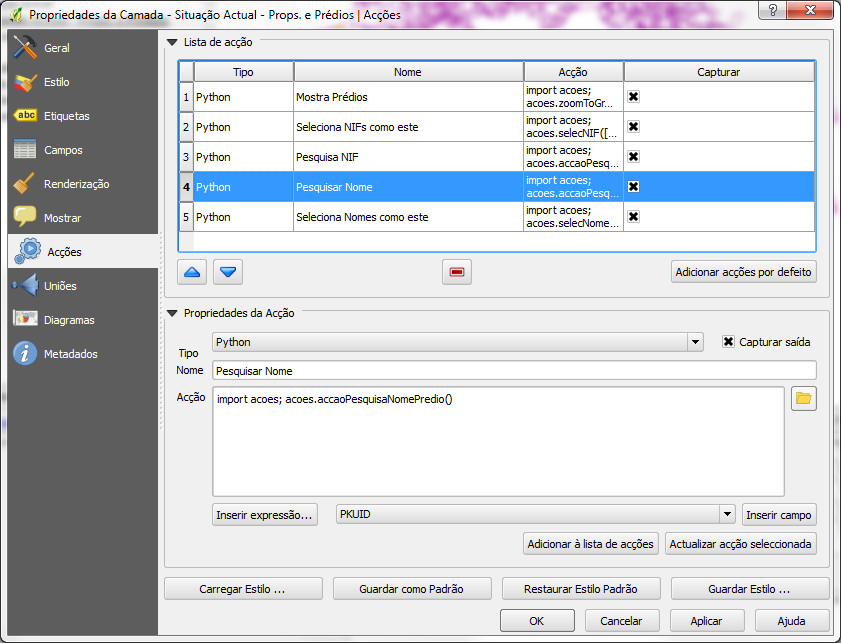 Propriedades da Camada - Situação Actual - Props. e Prédios | Acções
?
Geral
Estilo
abc Etiquetas
Campos
Renderização
Mostrar
Acções
Uniões
Diagramas
Metadados
Lista de acção
Tipo Nome Acção Capturar
1 Python Mostra Prédios import acoes;
acoes.zoomToGr...
2 Python Seleciona NIFs como este import acoes;
acoes.selecNIF([...
3 Python Pesquisa NIF import acoes;
acoes.accaoPesq...
4 Python Pesquisar Nome import acoes;
acoes.accaoPesq...
5 Python Seleciona Nomes como este import acoes;
acoes.selecNome...
Adicionar acções por defeito
Propriedades da Acção
Tipo Python Capturar saída
Nome Pesquisar Nome
Acção import acoes; acoes.accaoPesquisaNomePredio()
Inserir expressão... PKUID Inserir campo
Adicionar à lista de acções Actualizar acção seleccionada
Carregar Estilo ... Guardar como Padrão Restaurar Estilo Padrão Guardar Estilo ...
OK Cancelar Aplicar Ajuda